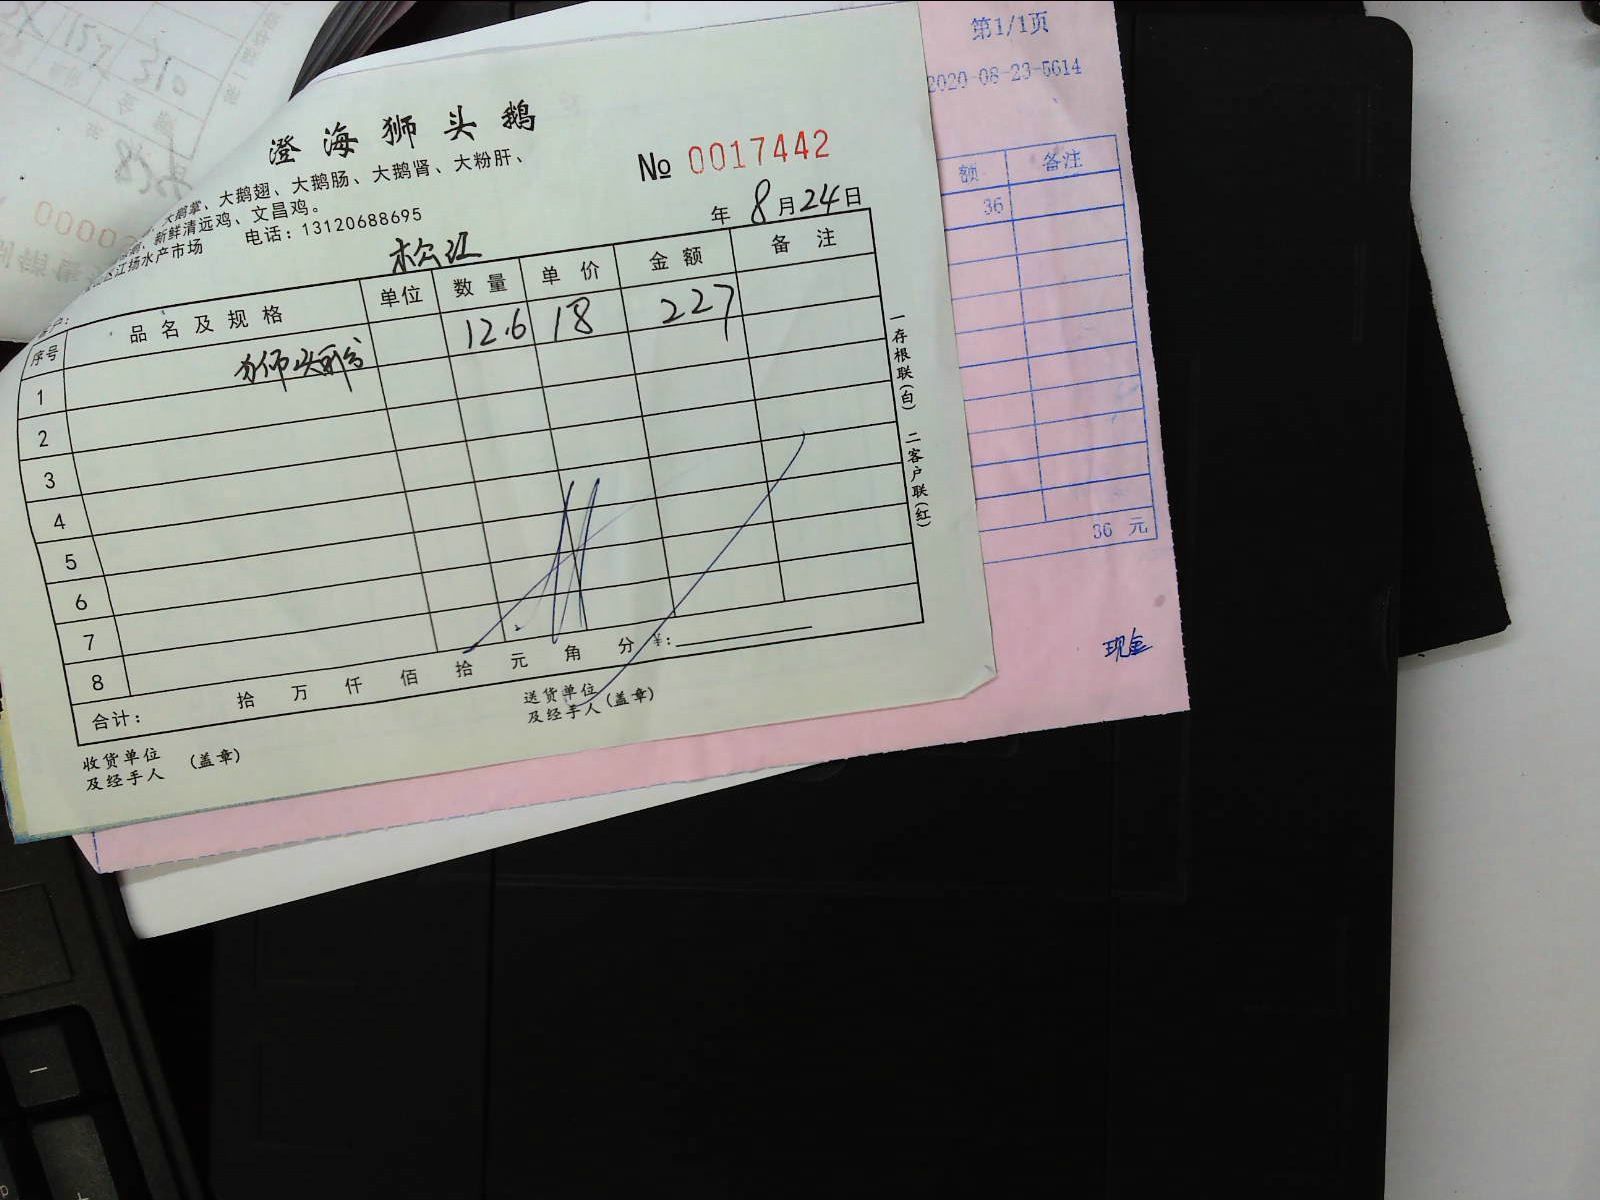 澄海狮头鹅
大鹅掌、大鹅翅、大鹅肠、大鹅肾、大粉肝、
新鲜清远鸡、文昌鸡。
江扬水产市场 电话：13120688695
№ 0017442
年 8月24日
松江
序号 品名及规格 单位 数量 单价 金额 备注
1 狮头鹅 12.6 18 227
2
3
4
5
6
7
8
合计： 拾 万 仟 佰 拾 元 角 分 ¥:
收货单位
及经手人 (盖章)
送货单位
及经手人 (盖章)
一存根联(白) 二客户联(红)
第1/1页
2020-08-23-5614
额 备注
36
36 元
现金
310